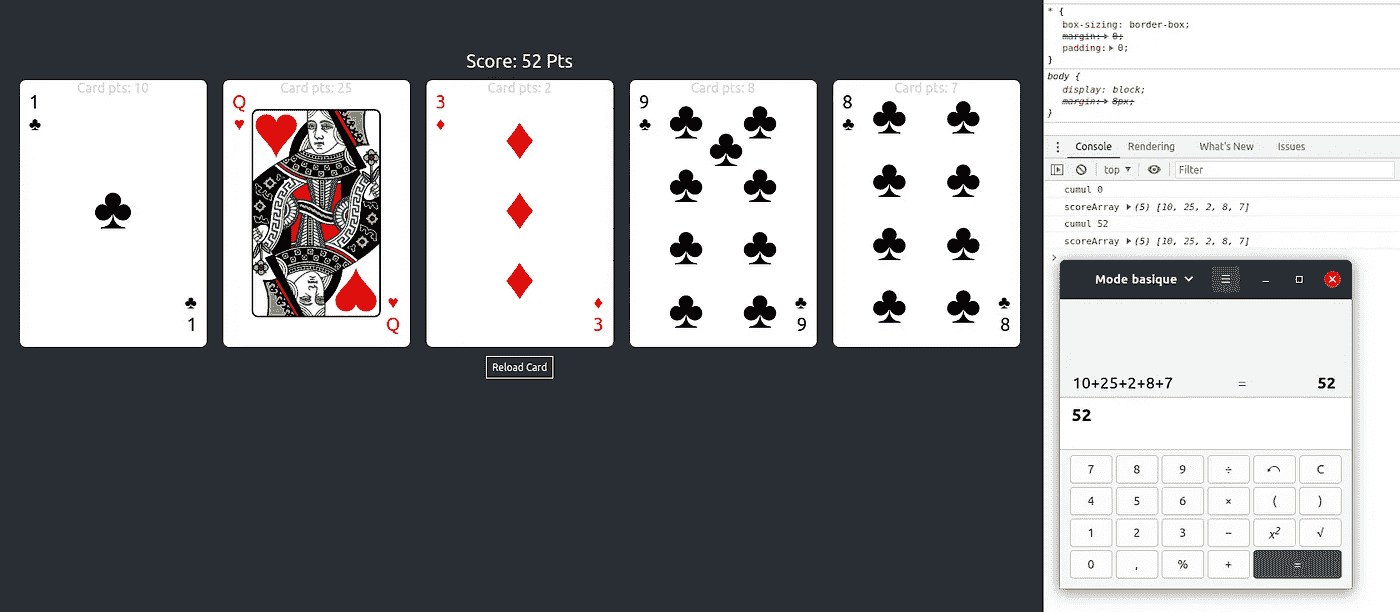 Score: 52 Pts
Card pts: 10
1
1
Card pts: 25
Q
Q
Card pts: 2
3
3
Card pts: 8
9
9
Card pts: 7
8
8
Reload Card
* {
box-sizing: border-box;
margin: 0;
padding: 0;
}
body {
display: block;
margin: 8px;
}
Console Rendering What's New Issues
top Filter
cumul 0
scoreArray (5) [10, 25, 2, 8, 7]
cumul 52
scoreArray (5) [10, 25, 2, 8, 7]
>
Mode basique
10+25+2+8+7 = 52
52
7 8 9 ÷ C
4 5 6 × ( )
1 2 3 − x² √
0 , % + =